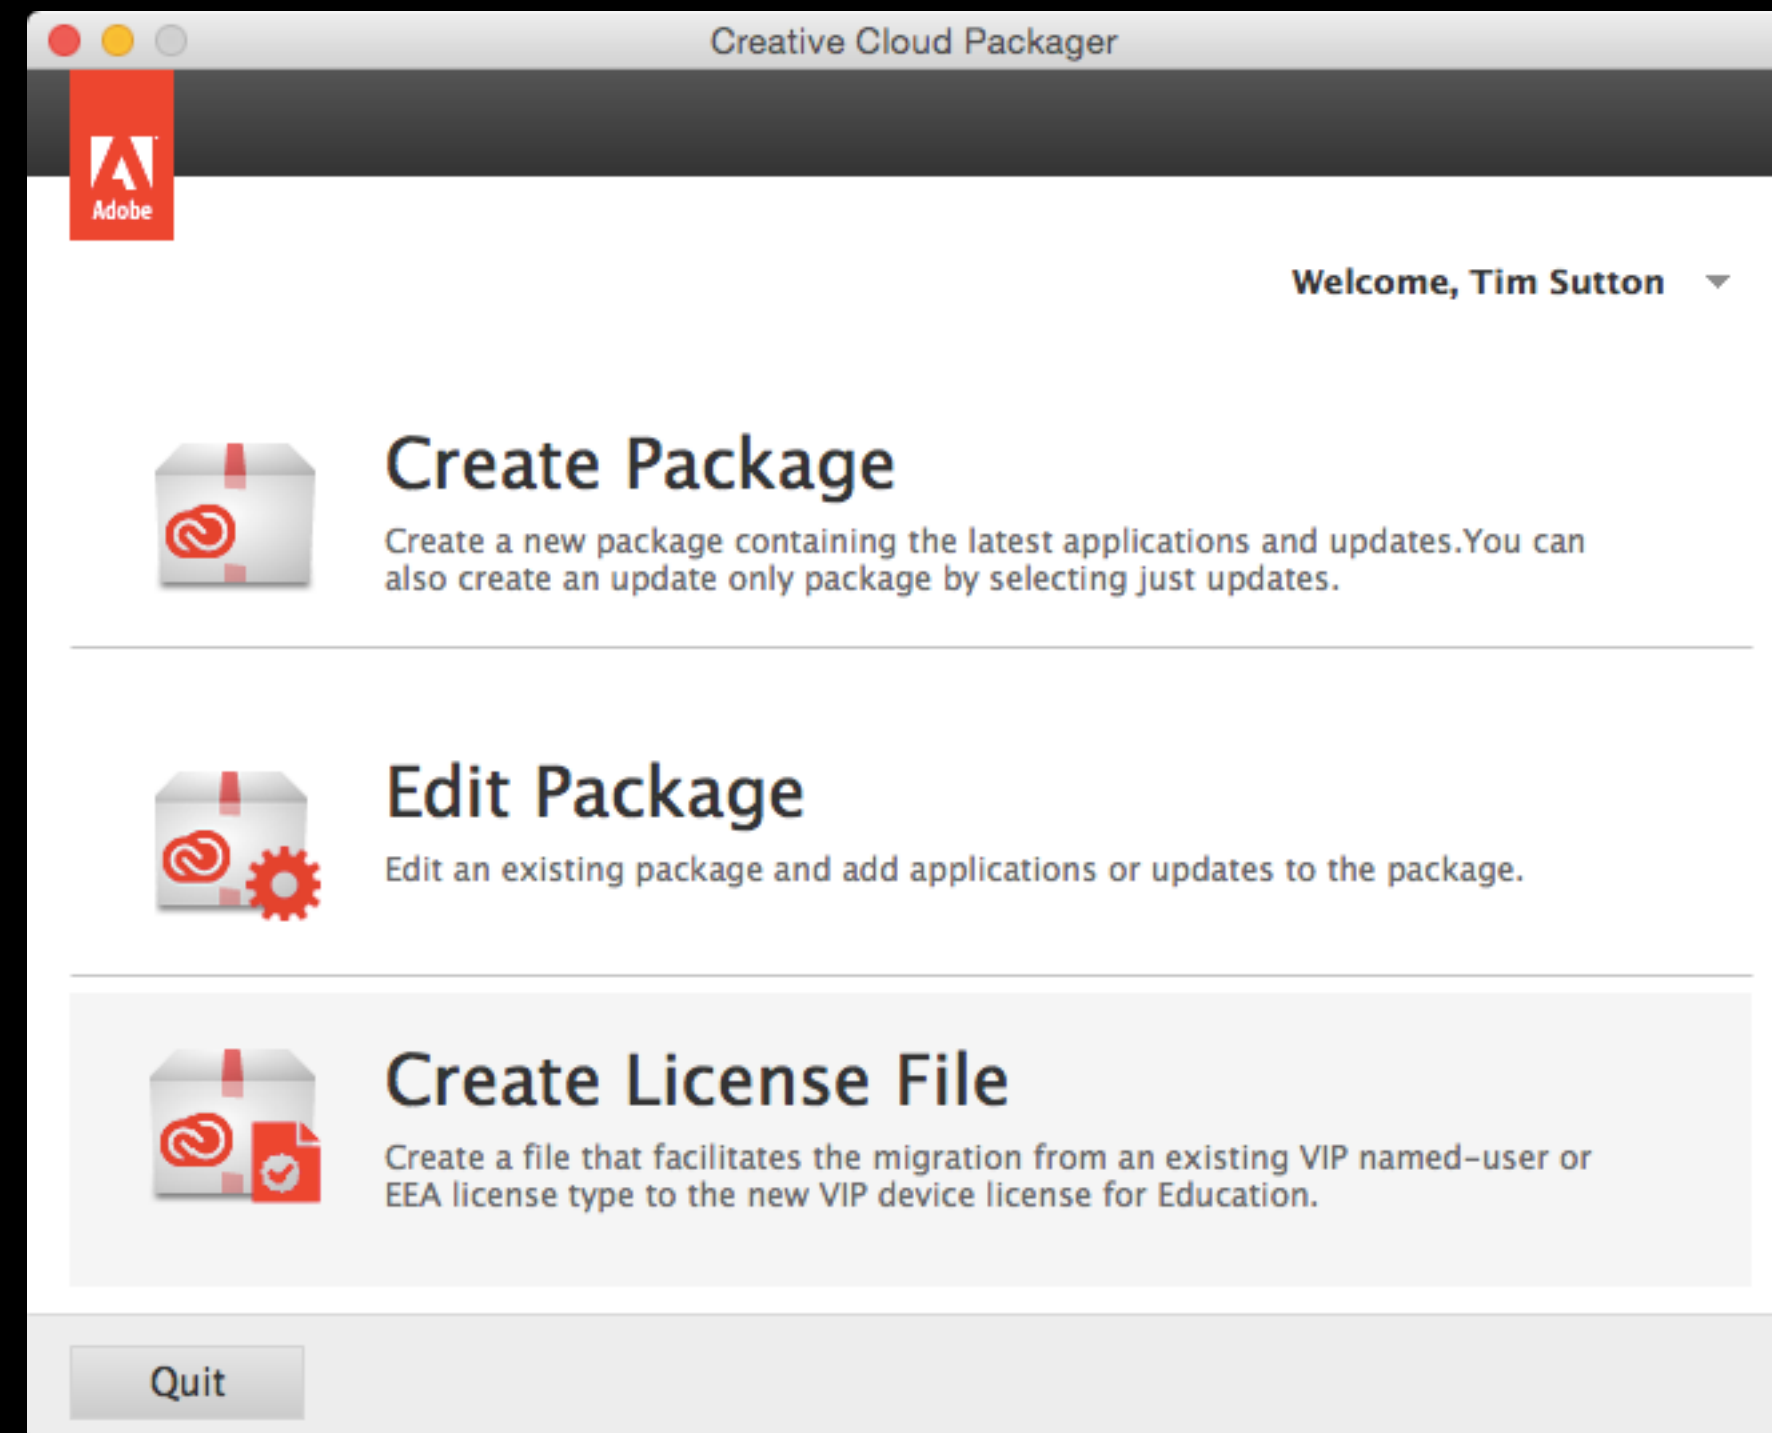 Creative Cloud Packager
Adobe
Welcome, Tim Sutton
Create Package
Create a new package containing the latest applications and updates.You can
also create an update only package by selecting just updates.
Edit Package
Edit an existing package and add applications or updates to the package.
Create License File
Create a file that facilitates the migration from an existing VIP named-user or
EEA license type to the new VIP device license for Education.
Quit